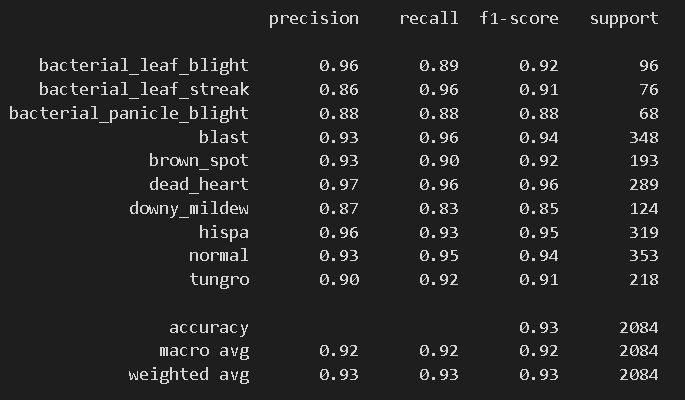 precision recall f1-score support
bacterial_leaf_blight 0.96 0.89 0.92 96
bacterial_leaf_streak 0.86 0.96 0.91 76
bacterial_panicle_blight 0.88 0.88 0.88 68
blast 0.93 0.96 0.94 348
brown_spot 0.93 0.90 0.92 193
dead_heart 0.97 0.96 0.96 289
downy_mildew 0.87 0.83 0.85 124
hispa 0.96 0.93 0.95 319
normal 0.93 0.95 0.94 353
tungro 0.90 0.92 0.91 218
accuracy 0.93 2084
macro avg 0.92 0.92 0.92 2084
weighted avg 0.93 0.93 0.93 2084